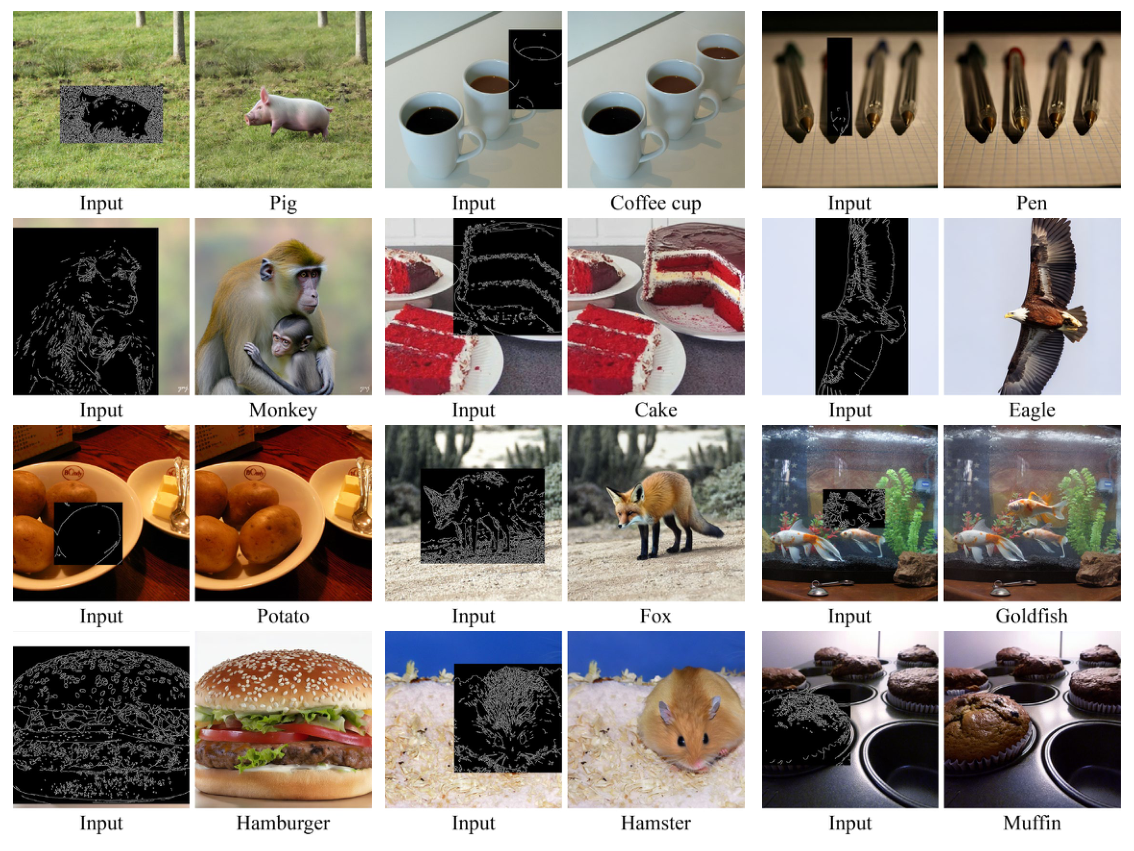 Input Pig Input Coffee cup Input Pen
Input Monkey Input Cake Input Eagle
Input Potato Input Fox Input Goldfish
Input Hamburger Input Hamster Input Muffin